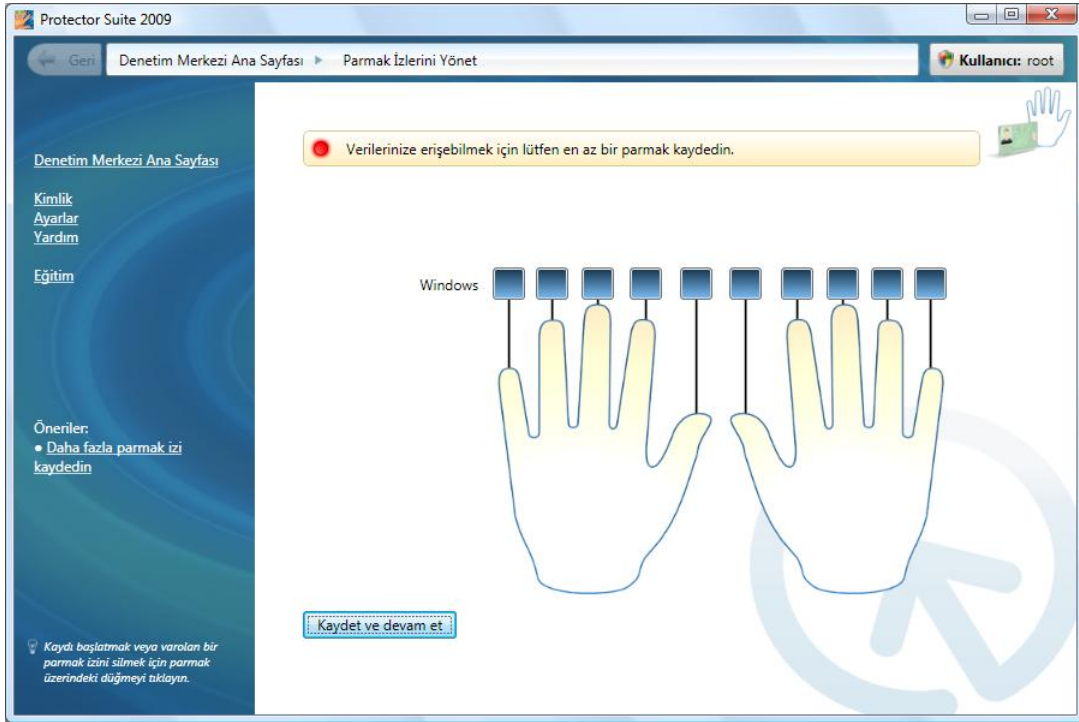 Protector Suite 2009
Geri
Denetim Merkezi Ana Sayfası
Parmak İzlerini Yönet
Kullanıcı: root
Verilerinize erişebilmek için lütfen en az bir parmak kaydedin.
Denetim Merkezi Ana Sayfası
Kimlik
Ayarlar
Yardım
Eğitim
Windows
Öneriler:
● Daha fazla parmak izi
kaydedin
Kaydet ve devam et
Kaydı başlatmak veya varolan bir
parmak izini silmek için parmak
üzerindeki düğmeyi tıklayın.